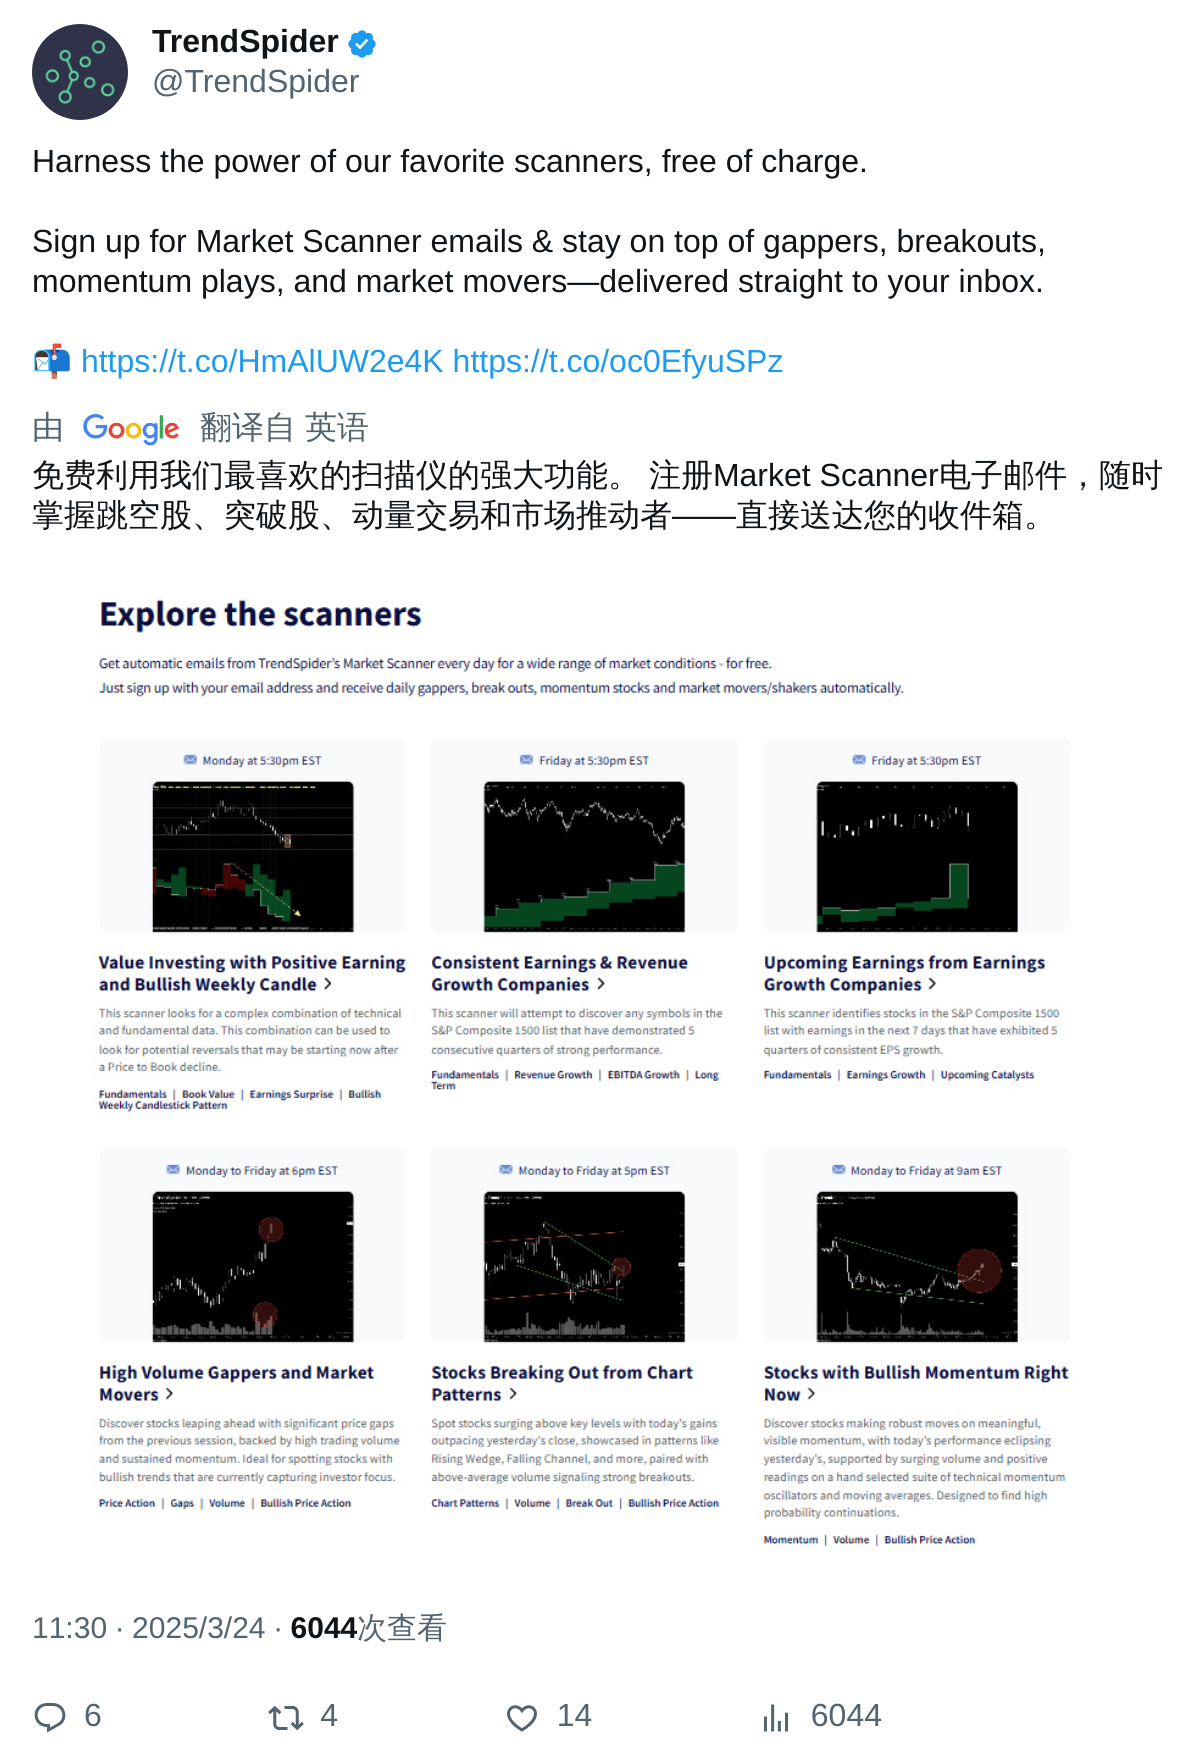 TrendSpider
@TrendSpider
Harness the power of our favorite scanners, free of charge.
Sign up for Market Scanner emails & stay on top of gappers, breakouts,
momentum plays, and market movers—delivered straight to your inbox.
https://t.co/HmAlUW2e4K https://t.co/oc0EfyuSPz
由 Google 翻译自 英语
免费利用我们最喜欢的扫描仪的强大功能。 注册Market Scanner电子邮件，随时
掌握跳空股、突破股、动量交易和市场推动者——直接送达您的收件箱。
Explore the scanners
Get automatic emails from TrendSpider's Market Scanner every day for a wide range of market conditions - for free.
Just sign up with your email address and receive daily gappers, break outs, momentum stocks and market movers/shakers automatically.
Monday at 5:30pm EST
Value Investing with Positive Earning
and Bullish Weekly Candle >
This scanner looks for a complex combination of technical
and fundamental data. This combination can be used to
look for potential reversals that may be starting now after
a Price to Book decline.
Fundamentals | Book Value | Earnings Surprise | Bullish
Weekly Candlestick Pattern
Friday at 5:30pm EST
Consistent Earnings & Revenue
Growth Companies >
This scanner will attempt to discover any symbols in the
S&P Composite 1500 list that have demonstrated 5
consecutive quarters of strong performance.
Fundamentals | Revenue Growth | EBITDA Growth | Long
Term
Friday at 5:30pm EST
Upcoming Earnings from Earnings
Growth Companies >
This scanner identifies stocks in the S&P Composite 1500
list with earnings in the next 7 days that have exhibited 5
quarters of consistent EPS growth.
Fundamentals | Earnings Growth | Upcoming Catalysts
Monday to Friday at 6pm EST
High Volume Gappers and Market
Movers >
Discover stocks leaping ahead with significant price gaps
from the previous session, backed by high trading volume
and sustained momentum. Ideal for spotting stocks with
bullish trends that are currently capturing investor focus.
Price Action | Gaps | Volume | Bullish Price Action
Monday to Friday at 5pm EST
Stocks Breaking Out from Chart
Patterns >
Spot stocks surging above key levels with today's gains
outpacing yesterday's close, showcased in patterns like
Rising Wedge, Falling Channel, and more, paired with
above-average volume signaling strong breakouts.
Chart Patterns | Volume | Break Out | Bullish Price Action
Monday to Friday at 9am EST
Stocks with Bullish Momentum Right
Now >
Discover stocks making robust moves on meaningful,
visible momentum, with today's performance eclipsing
yesterday's, supported by surging volume and positive
readings on a hand selected suite of technical momentum
oscillators and moving averages. Designed to find high
probability continuations.
Momentum | Volume | Bullish Price Action
11:30 · 2025/3/24 · 6044次查看
6 4 14 6044